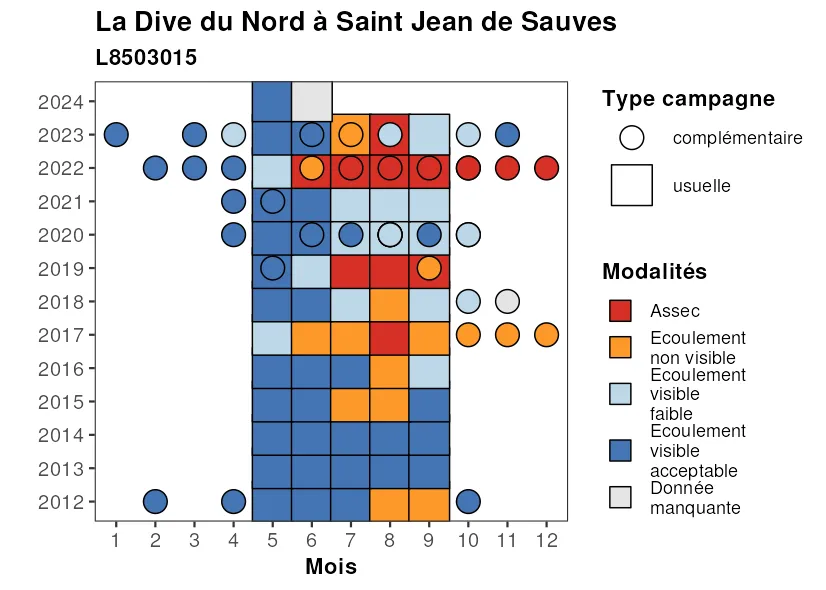 La Dive du Nord à Saint Jean de Sauves
L8503015
2024
2023
2022
2021
2020
2019
2018
2017
2016
2015
2014
2013
2012
1 2 3 4 5 6 7 8 9 10 11 12
Mois
Type campagne
complémentaire
usuelle
Modalités
Assec
Ecoulement
non visible
Ecoulement
visible
faible
Ecoulement
visible
acceptable
Donnée
manquante